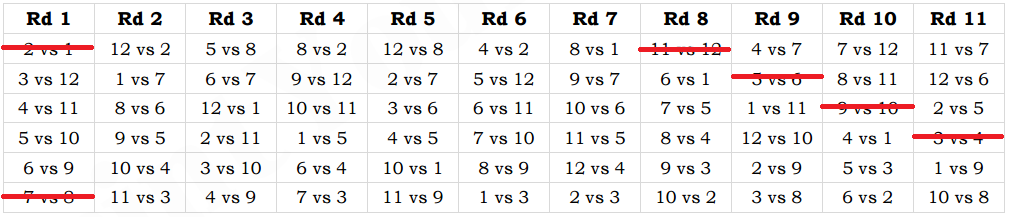 Rd 1 Rd 2 Rd 3 Rd 4 Rd 5 Rd 6 Rd 7 Rd 8 Rd 9 Rd 10 Rd 11
2 vs 1 12 vs 2 5 vs 8 8 vs 2 12 vs 8 4 vs 2 8 vs 1 11 vs 12 4 vs 7 7 vs 12 11 vs 7
3 vs 12 1 vs 7 6 vs 7 9 vs 12 2 vs 7 5 vs 12 9 vs 7 6 vs 1 5 vs 6 8 vs 11 12 vs 6
4 vs 11 8 vs 6 12 vs 1 10 vs 11 3 vs 6 6 vs 11 10 vs 6 7 vs 5 1 vs 11 9 vs 10 2 vs 5
5 vs 10 9 vs 5 2 vs 11 1 vs 5 4 vs 5 7 vs 10 11 vs 5 8 vs 4 12 vs 10 4 vs 1 3 vs 4
6 vs 9 10 vs 4 3 vs 10 6 vs 4 10 vs 1 8 vs 9 12 vs 4 9 vs 3 2 vs 9 5 vs 3 1 vs 9
7 vs 8 11 vs 3 4 vs 9 7 vs 3 11 vs 9 1 vs 3 2 vs 3 10 vs 2 3 vs 8 6 vs 2 10 vs 8